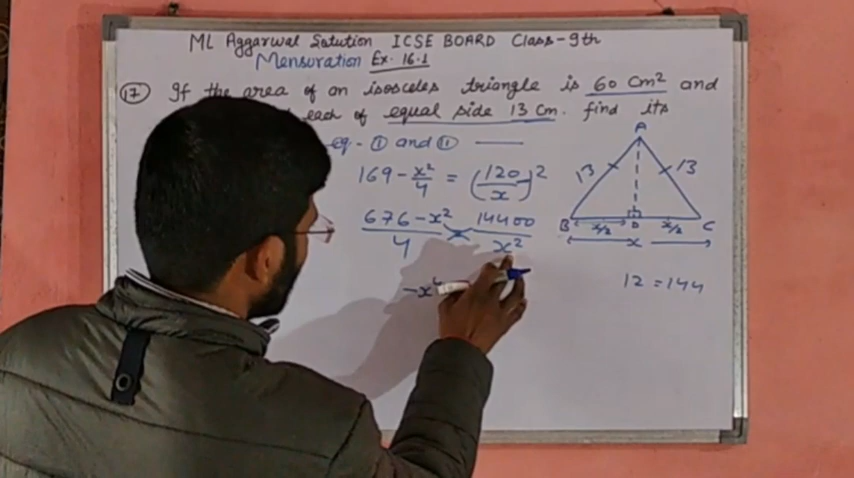 ML Aggarwal Solution ICSE BOARD Class-9th
Mensuration Ex. 16.1
17 If the area of an isosceles triangle is 60 Cm² and
each of equal side 13 Cm. find its
eq - ① and ⑪
169 - x²/4 = (120/x)²
676 - x²/4 14400/x²
-x⁴
A
13 13
B x/2 D x/2 C
x
12 = 144